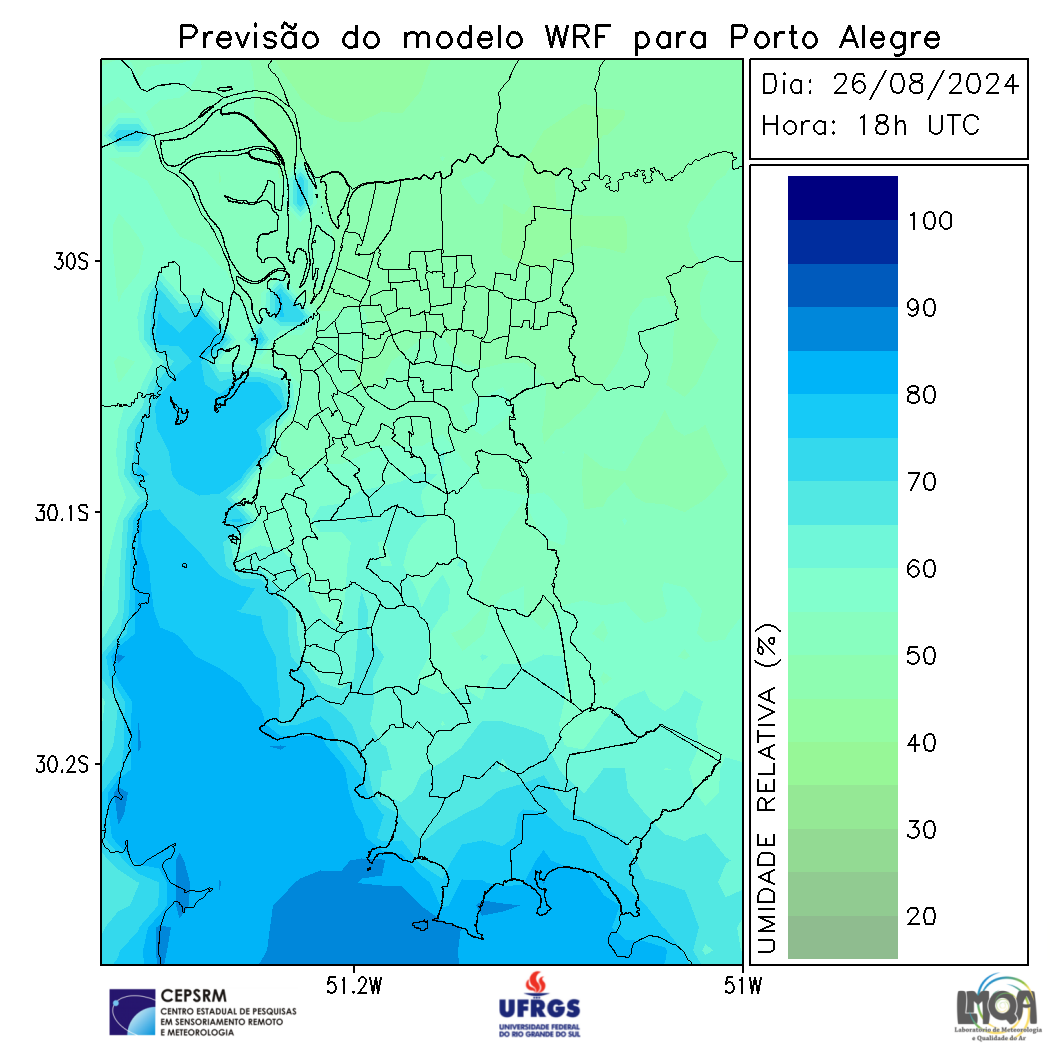 Previsão do modelo WRF para Porto Alegre
Dia: 26/08/2024
Hora: 18h UTC
30S
30.1S
30.2S
51.2W
51W
UMIDADE RELATIVA (%)
100
90
80
70
60
50
40
30
20
CEPSRM
CENTRO ESTADUAL DE PESQUISAS
EM SENSORIAMENTO REMOTO
E METEOROLOGIA
UFRGS
UNIVERSIDADE FEDERAL
DO RIO GRANDE DO SUL
LMQA
Laboratório de Meteorologia
e Qualidade do Ar